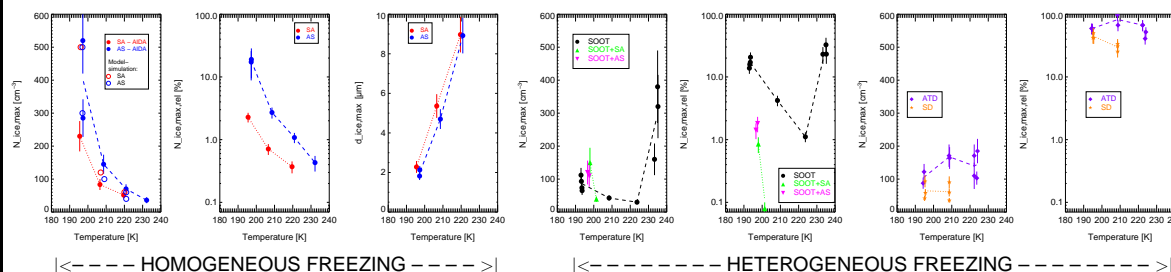 N_ice,max [cm⁻³]
600
500
400
300
200
100
0
SA – AIDA
AS – AIDA
Model–
simulation:
SA
AS
180 190 200 210 220 230 240
Temperature [K]
N_ice,max,rel [%]
100.0
10.0
1.0
0.1
SA
AS
180 190 200 210 220 230 240
Temperature [K]
d_ice,max [µm]
10
8
6
4
2
0
SA
AS
180 190 200 210 220 230 240
Temperature [K]
N_ice,max [cm⁻³]
600
500
400
300
200
100
0
SOOT
SOOT+SA
SOOT+AS
180 190 200 210 220 230 240
Temperature [K]
N_ice,max,rel [%]
100.0
10.0
1.0
0.1
SOOT
SOOT+SA
SOOT+AS
180 190 200 210 220 230 240
Temperature [K]
N_ice,max [cm⁻³]
600
500
400
300
200
100
0
ATD
SD
180 190 200 210 220 230 240
Temperature [K]
N_ice,max,rel [%]
100.0
10.0
1.0
0.1
ATD
SD
180 190 200 210 220 230
Temperature [K]
|<– – – – HOMOGENEOUS FREEZING – – – – >|
|<– – – – – – – – – HETEROGENEOUS FREEZING – – – – – – – – – >|